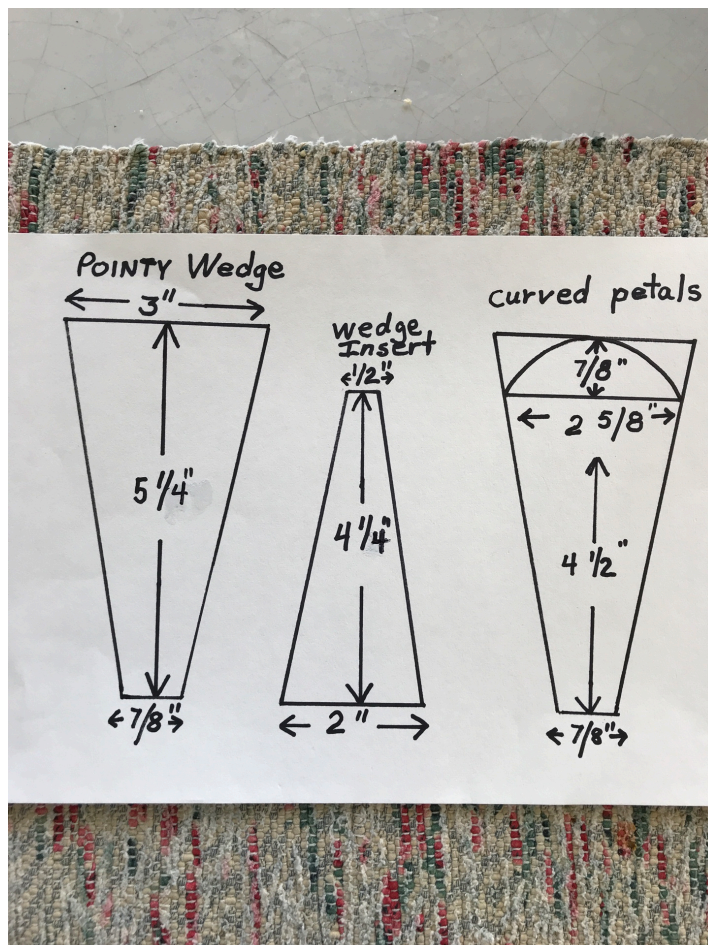 POINTY Wedge
3"
5 1/4"
7/8"
wedge
Insert
1/2"
4 1/4"
2"
curved petals
7/8"
2 5/8"
4 1/2"
7/8"